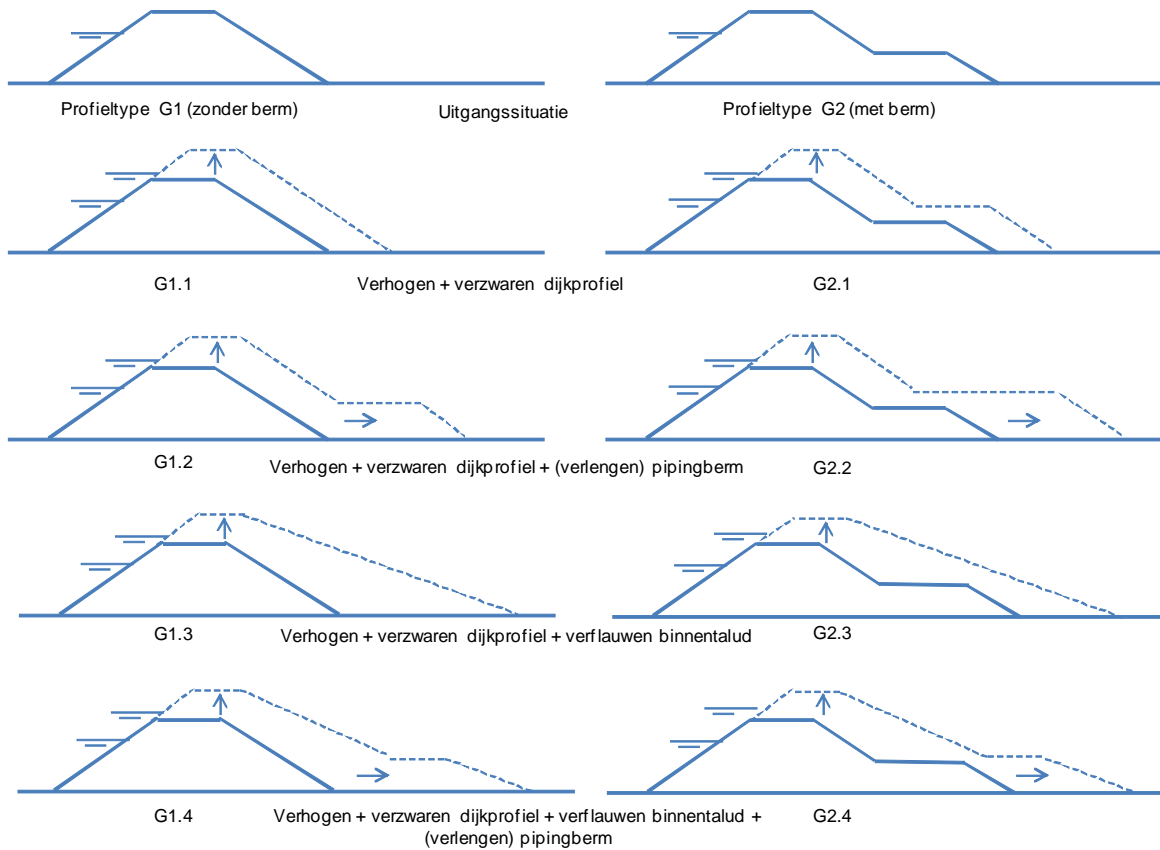 Profieltype G1 (zonder berm)
Uitgangssituatie
Profieltype G2 (met berm)
G1.1
Verhogen + verzwaren dijkprofiel
G2.1
G1.2
Verhogen + verzwaren dijkprofiel + (verlengen) pipingberm
G2.2
G1.3
Verhogen + verzwaren dijkprofiel + verflauwen binnentalud
G2.3
G1.4
Verhogen + verzwaren dijkprofiel + verflauwen binnentalud +
(verlengen) pipingberm
G2.4